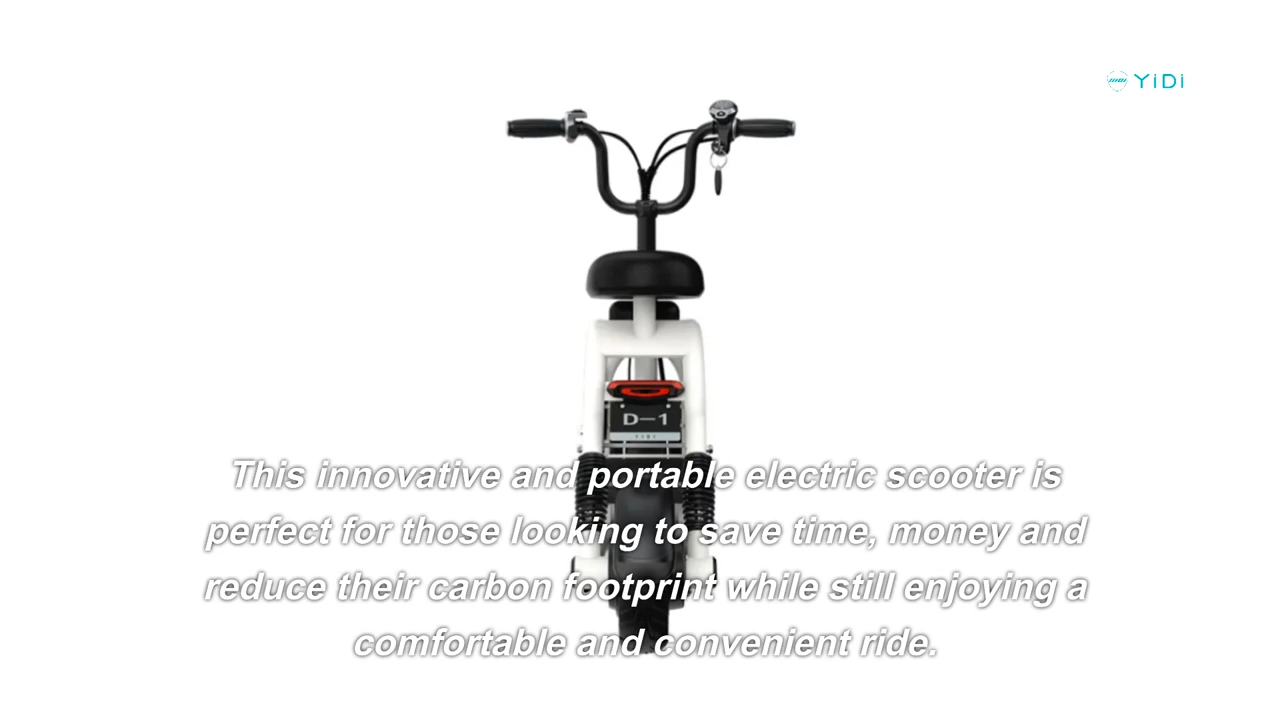 YiDi
D-1
YIDI
This innovative and portable electric scooter is
perfect for those looking to save time, money and
reduce their carbon footprint while still enjoying a
comfortable and convenient ride.